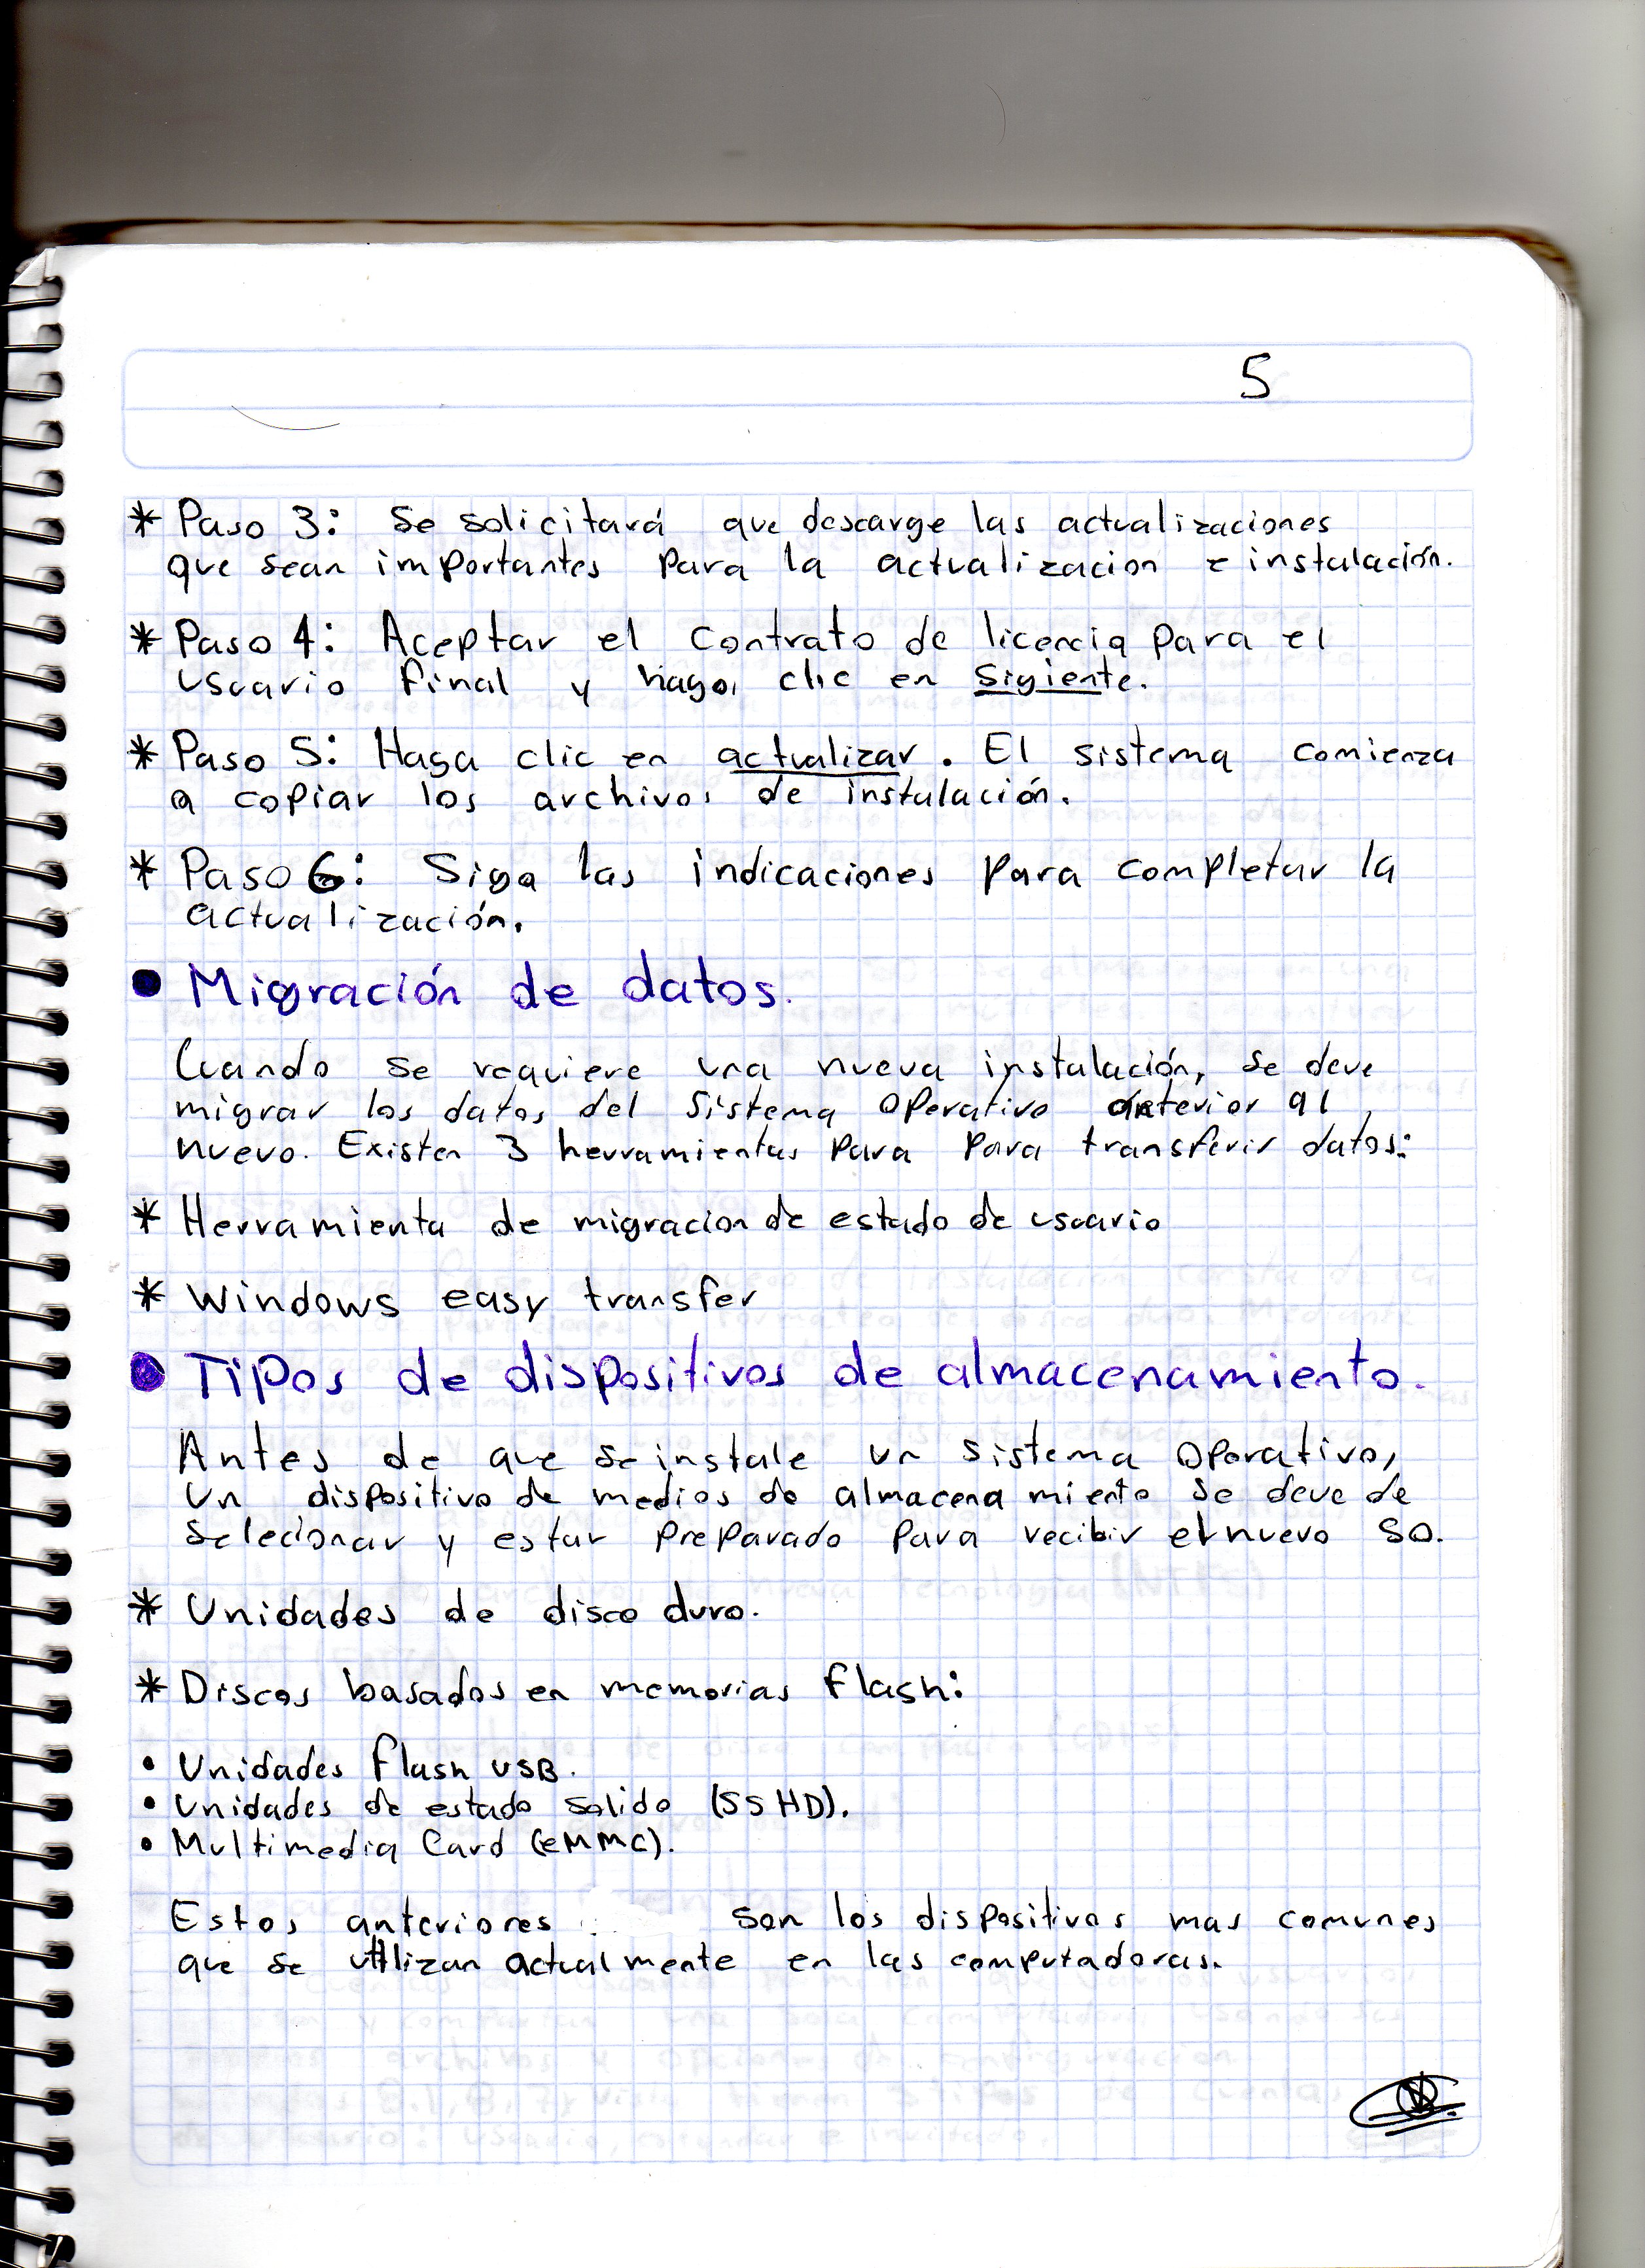 5
* Paso 3: Se solicitará que descarge las actualizaciones
que sean importantes para la actualizacion e instalación.
* Paso 4: Aceptar el contrato de licencia para el
usuario final y haga clic en sigiente.
* Paso 5: Haga clic en actualizar. El sistema comienza
a copiar los archivos de instalación.
* Paso 6: Siga las indicaciones para completar la
actualización.
● Migración de datos.
Cuando se requiere una nueva instalación, se deve
migrar los datos del sistema operativo anterior al
nuevo. Existen 3 herramientas para para transferir datos:
* Herramienta de migracion de estado de usuario
* Windows easy transfer
● Tipos de dispositivos de almacenamiento.
Antes de que se instale un sistema operativo,
un dispositivo de medios de almacenamiento se deve de
selecionar y estar preparado para recibir el nuevo SO.
* Unidades de disco duro.
* Discos basados en memorias flash:
• Unidades flash USB.
• Unidades de estado solido (SSHD).
• Multimedia Card (eMMC).
Estos anteriores son los dispositivos mas comunes
que se utilizan actualmente en las computadoras.